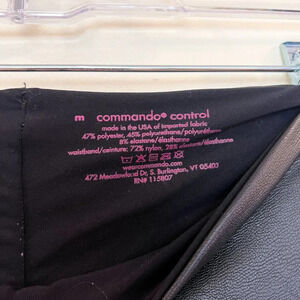 m commando® control
made in the USA of imported fabric
47% polyester, 45% polyurethane/polyuréthane
8% elastane/élasthanne
waistband/ceinture: 72% nylon, 28% elastane/élasthanne
wearcommando.com
472 Meadowland Dr, S. Burlington, VT 05403
RN# 115807